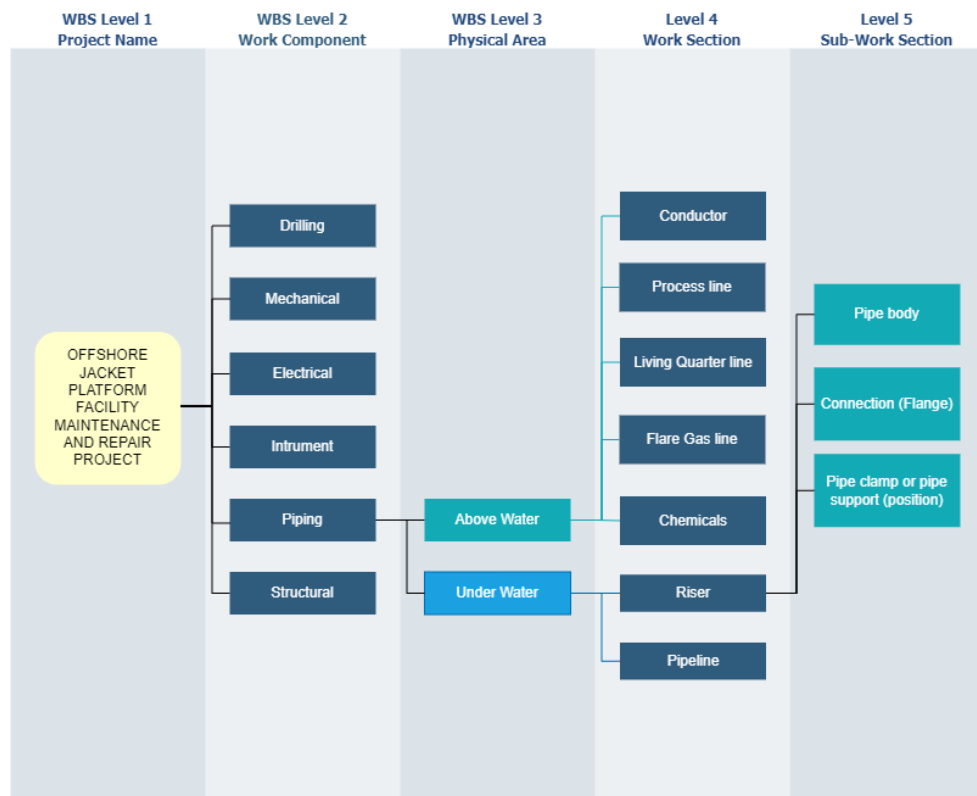 WBS Level 1
Project Name
WBS Level 2
Work Component
WBS Level 3
Physical Area
Level 4
Work Section
Level 5
Sub-Work Section
OFFSHORE
JACKET
PLATFORM
FACILITY
MAINTENANCE
AND REPAIR
PROJECT
Drilling
Mechanical
Electrical
Intrument
Piping
Structural
Above Water
Under Water
Conductor
Process line
Living Quarter line
Flare Gas line
Chemicals
Riser
Pipeline
Pipe body
Connection (Flange)
Pipe clamp or pipe
support (position)